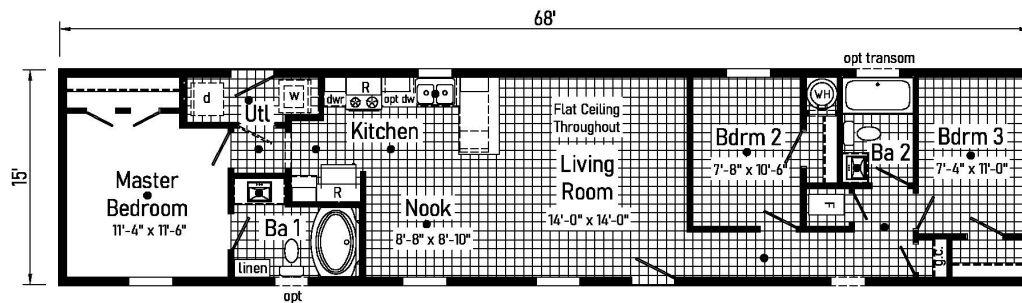 68'
opt transom
15'
d
w
Utl
dwr
R
opt dw
Kitchen
Flat Ceiling
Throughout
WH
Bdrm 2
7'-8" x 10'-6"
Ba 2
Bdrm 3
7'-4" x 11'-0"
Master
Bedroom
11'-4" x 11'-6"
Living
Room
14'-0" x 14'-0"
R
F
Nook
8'-8" x 8'-10"
Ba 1
linen
opt